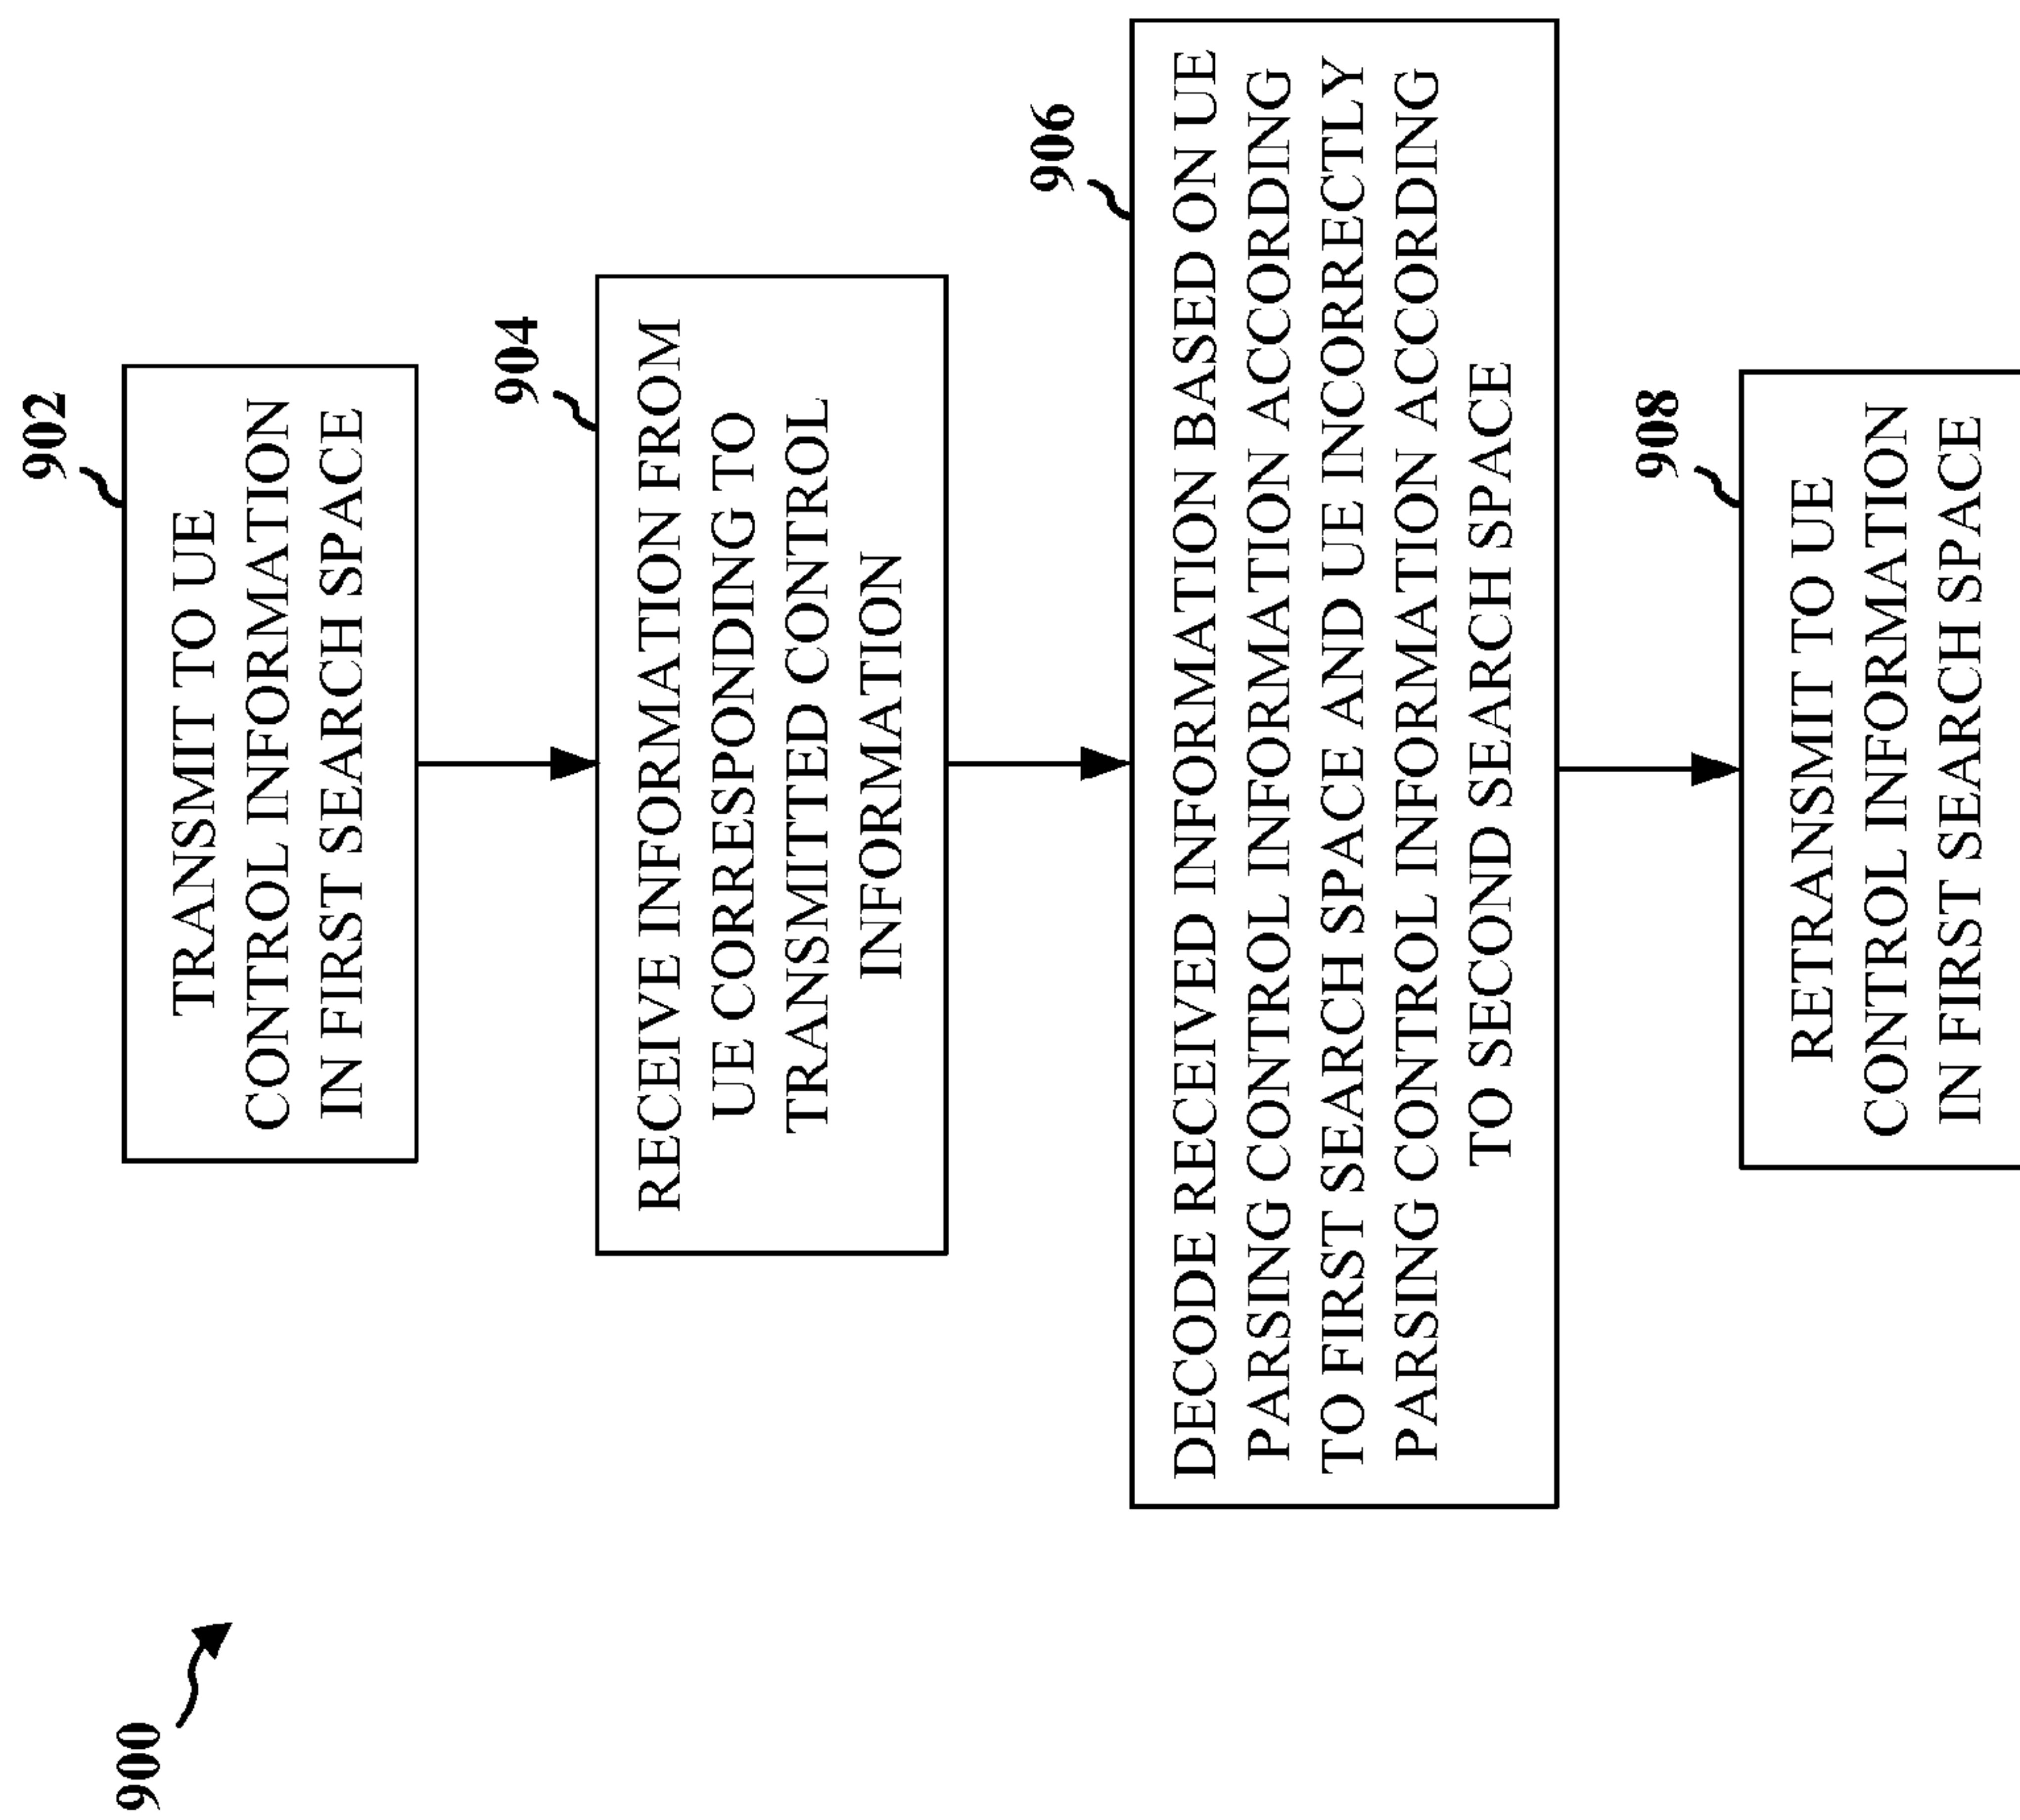 900
902
TRANSMIT TO UE
CONTROL INFORMATION
IN FIRST SEARCH SPACE
904
RECEIVE INFORMATION FROM
UE CORRESPONDING TO
TRANSMITTED CONTROL
INFORMATION
906
DECODE RECEIVED INFORMATION BASED ON UE
PARSING CONTROL INFORMATION ACCORDING
TO FIRST SEARCH SPACE AND UE INCORRECTLY
PARSING CONTROL INFORMATION ACCORDING
TO SECOND SEARCH SPACE
908
RETRANSMIT TO UE
CONTROL INFORMATION
IN FIRST SEARCH SPACE